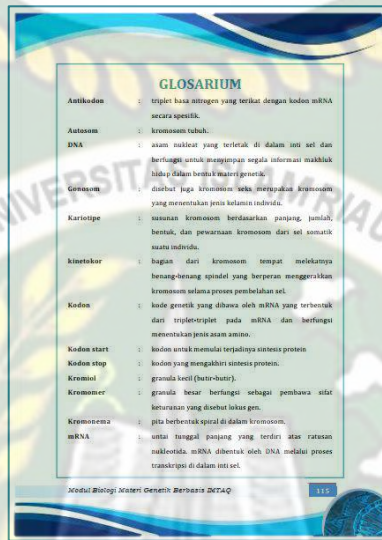 GLOSARIUM
Antikodon : triplet basa nitrogen yang terikat dengan kodon mRNA
secara spesifik.
Autosom : kromosom tubuh.
DNA : asam nukleat yang terletak di dalam inti sel dan
berfungsi untuk menyimpan segala informasi makhluk
hidup dalam bentuk materi genetik.
Gonosom : disebut juga kromosom seks merupakan kromosom
yang menentukan jenis kelamin individu.
Kariotipe : susunan kromosom berdasarkan panjang, jumlah,
bentuk, dan pewarnaan kromosom dari sel somatik
suatu individu.
kinetokor : bagian dari kromosom tempat melekatnya
benang-benang spindel yang berperan menggerakkan
kromosom selama proses pembelahan sel.
Kodon : kode genetik yang dibawa oleh mRNA yang terbentuk
dari triplet-triplet pada mRNA dan berfungsi
menentukan jenis asam amino.
Kodon start : kodon untuk memulai terjadinya sintesis protein
Kodon stop : kodon yang mengakhiri sintesis protein.
Kromiol : granula kecil (butir-butir).
Kromomer : granula besar berfungsi sebagai pembawa sifat
keturunan yang disebut lokus gen.
Kromonema : pita berbentuk spiral di dalam kromosom.
mRNA : untai tunggal panjang yang terdiri atas ratusan
nukleotida. mRNA dibentuk oleh DNA melalui proses
transkripsi di dalam inti sel.
Modul Biologi Materi Genetik Berbasis IMTAQ 115
UNIVERSITAS ISLAM RIAU